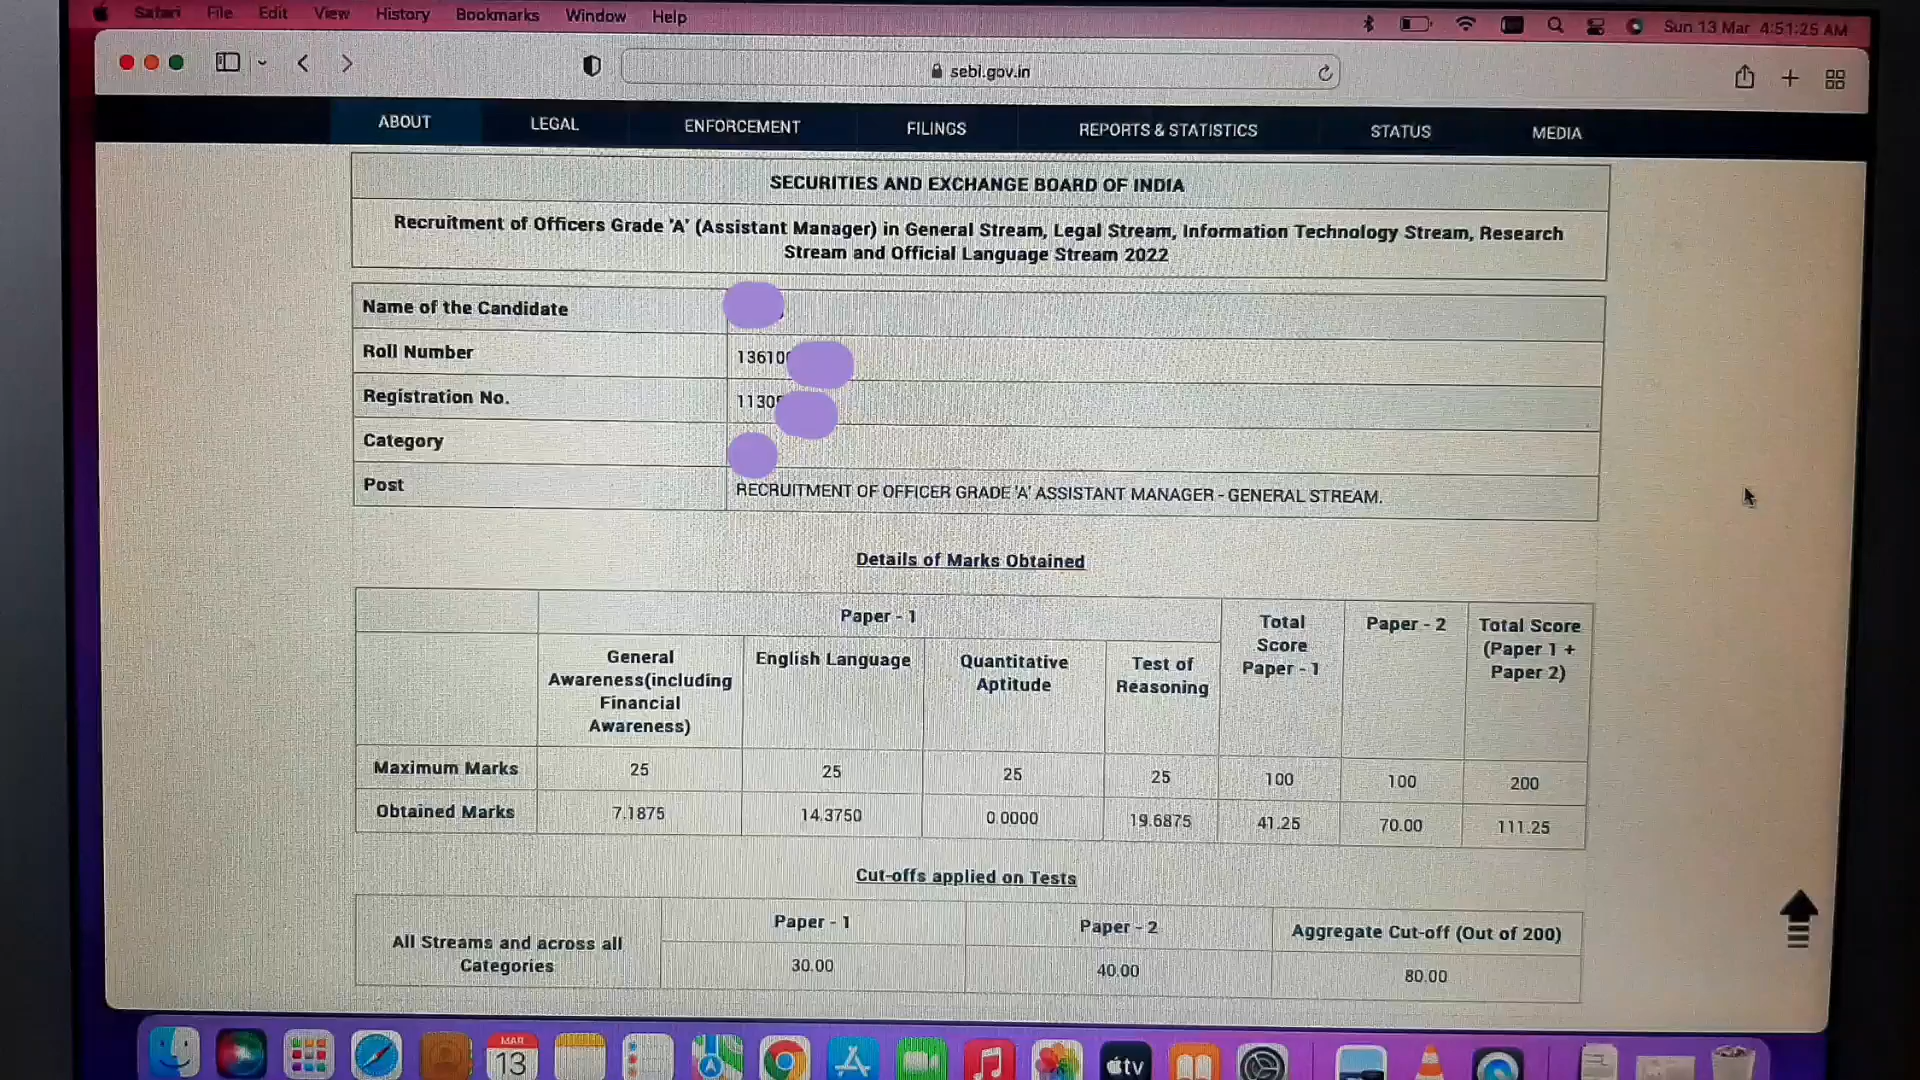 Safari File Edit View History Bookmarks Window Help Sun 13 Mar 4:51:25 AM
sebi.gov.in
ABOUT LEGAL ENFORCEMENT FILINGS REPORTS & STATISTICS STATUS MEDIA
SECURITIES AND EXCHANGE BOARD OF INDIA
Recruitment of Officers Grade 'A' (Assistant Manager) in General Stream, Legal Stream, Information Technology Stream, Research
Stream and Official Language Stream 2022
Name of the Candidate
Roll Number 13610
Registration No. 1130
Category
Post RECRUITMENT OF OFFICER GRADE 'A' ASSISTANT MANAGER - GENERAL STREAM.
Details of Marks Obtained
Paper - 1
Total
Score
Paper - 1
Paper - 2
Total Score
(Paper 1 +
Paper 2)
General
Awareness(including
Financial
Awareness)
English Language
Quantitative
Aptitude
Test of
Reasoning
Maximum Marks 25 25 25 25 100 100 200
Obtained Marks 7.1875 14.3750 0.0000 19.6875 41.25 70.00 111.25
Cut-offs applied on Tests
All Streams and across all
Categories
Paper - 1 Paper - 2 Aggregate Cut-off (Out of 200)
30.00 40.00 80.00
MAR
13
tv